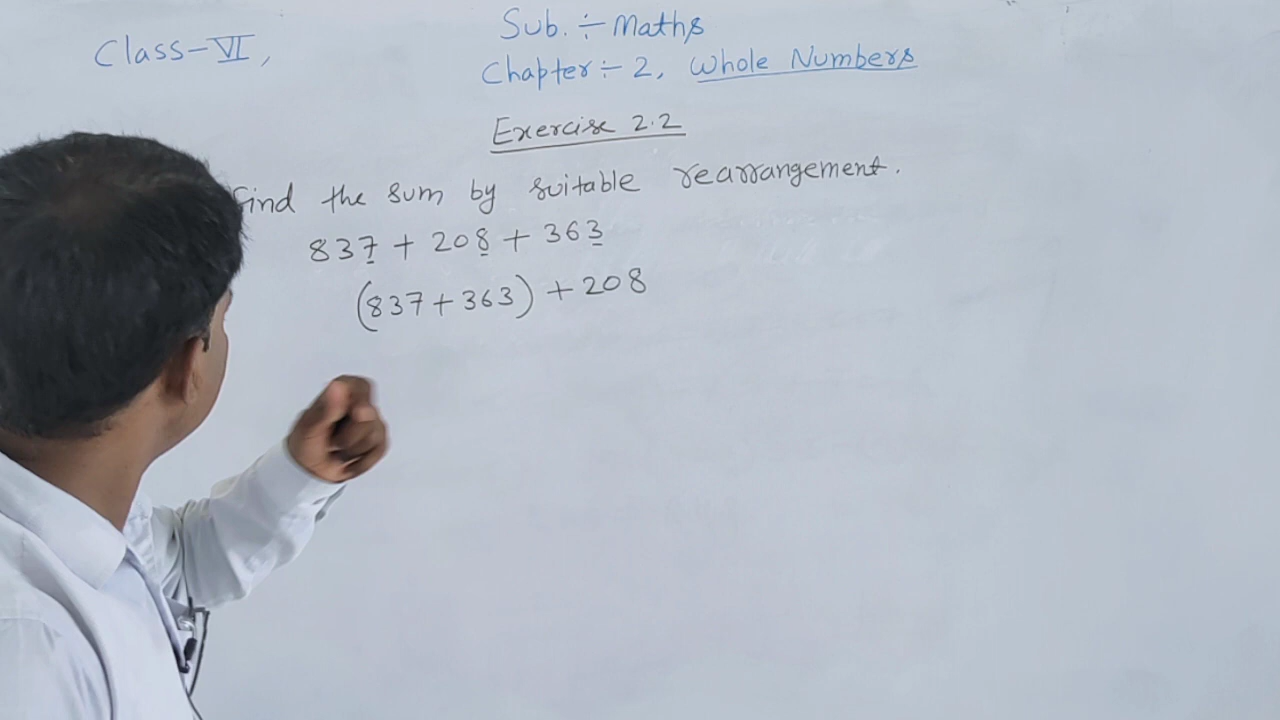 Class-VI,
Sub. :- Maths
Chapter :- 2, Whole Numbers
Exercise 2.2
find the sum by suitable rearrangement.
837 + 208 + 363
(837+363) + 208